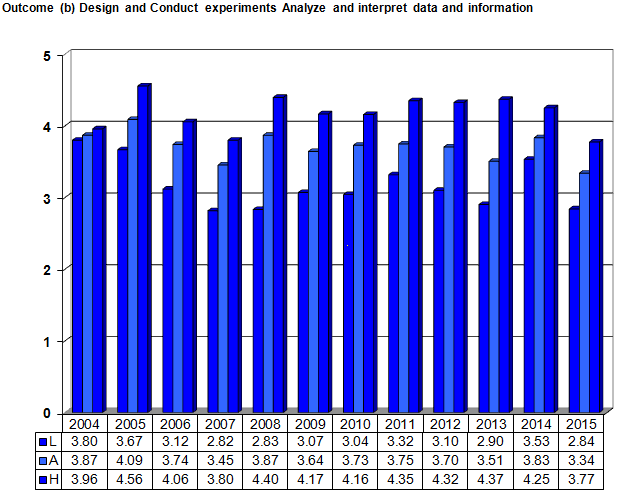 Outcome (b) Design and Conduct experiments Analyze and interpret data and information
5
4
3
2
1
0
2004 2005 2006 2007 2008 2009 2010 2011 2012 2013 2014 2015
L 3.80 3.67 3.12 2.82 2.83 3.07 3.04 3.32 3.10 2.90 3.53 2.84
A 3.87 4.09 3.74 3.45 3.87 3.64 3.73 3.75 3.70 3.51 3.83 3.34
H 3.96 4.56 4.06 3.80 4.40 4.17 4.16 4.35 4.32 4.37 4.25 3.77